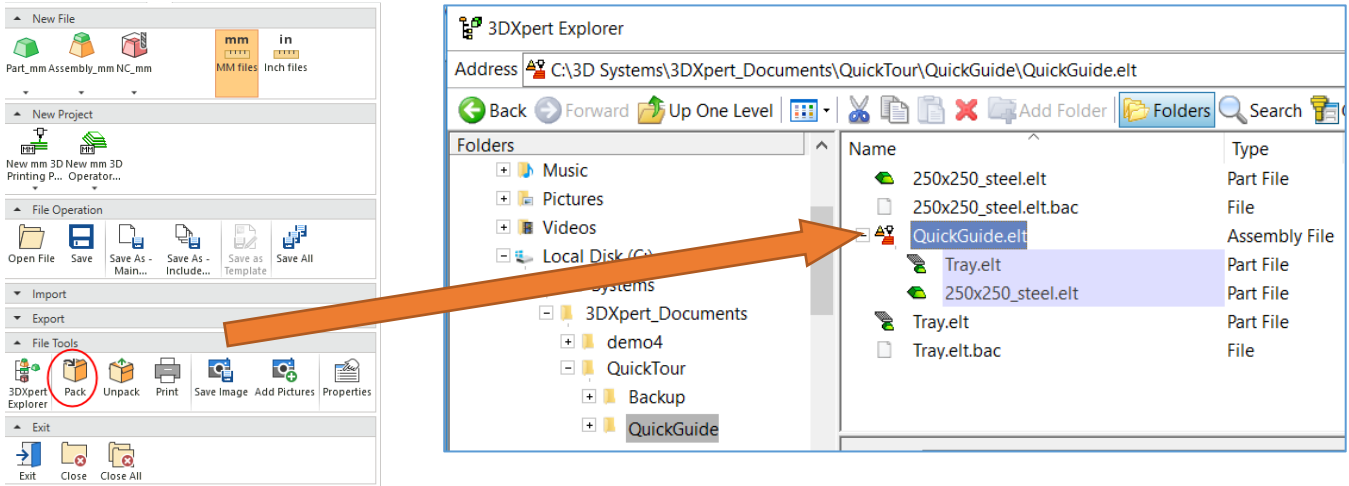 New File
mm in
Part_mm Assembly_mm NC_mm MM files Inch files
New Project
MM MM
New mm 3D New mm 3D
Printing P... Operator...
File Operation
Open File Save Save As - Save As - Save as Save All
Main... Include... Template
Import
Export
File Tools
3DXpert Pack Unpack Print Save Image Add Pictures Properties
Explorer
Exit
Exit Close Close All
3DXpert Explorer
Address C:\3D Systems\3DXpert_Documents\QuickTour\QuickGuide\QuickGuide.elt
Back Forward Up One Level Add Folder Folders Search
Folders
Music
Pictures
Videos
Local Disk (C:)
Systems
3DXpert_Documents
demo4
QuickTour
Backup
QuickGuide
Name Type
250x250_steel.elt Part File
250x250_steel.elt.bac File
QuickGuide.elt Assembly File
Tray.elt Part File
250x250_steel.elt Part File
Tray.elt Part File
Tray.elt.bac File